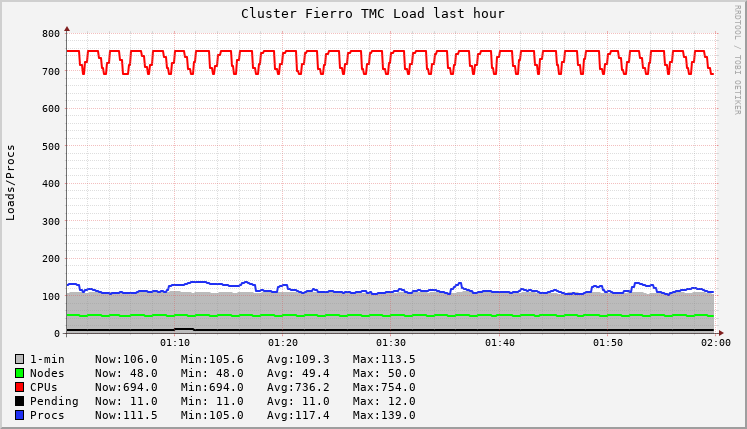 Cluster Fierro TMC Load last hour
RRDTOOL / TOBI OETIKER
Loads/Procs
800
700
600
500
400
300
200
100
0
01:10 01:20 01:30 01:40 01:50 02:00
1-min Now:106.0 Min:105.6 Avg:109.3 Max:113.5
Nodes Now: 48.0 Min: 48.0 Avg: 49.4 Max: 50.0
CPUs Now:694.0 Min:694.0 Avg:736.2 Max:754.0
Pending Now: 11.0 Min: 11.0 Avg: 11.0 Max: 12.0
Procs Now:111.5 Min:105.0 Avg:117.4 Max:139.0